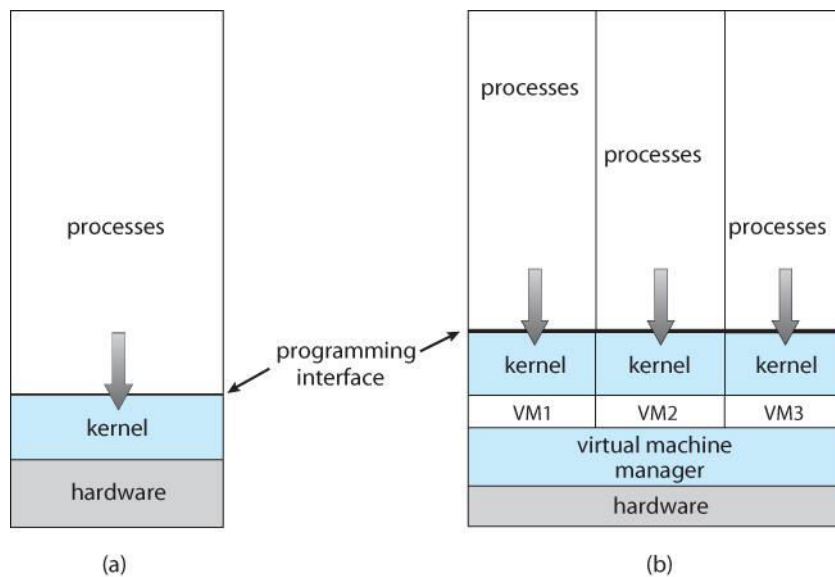 processes
kernel
hardware
(a)
programming
interface
processes
processes
processes
kernel kernel kernel
VM1 VM2 VM3
virtual machine
manager
hardware
(b)